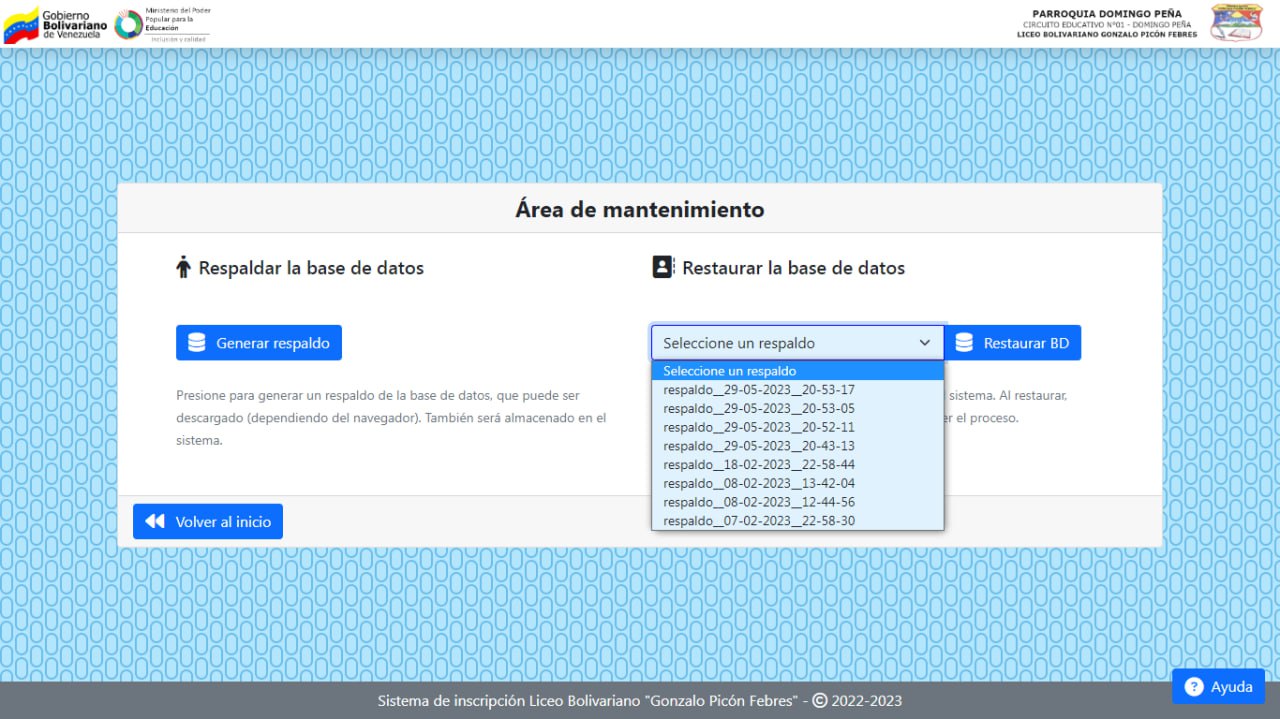 Gobierno
Bolivariano
de Venezuela
Ministerio del Poder
Popular para la
Educación
Inclusión y calidad
PARROQUIA DOMINGO PEÑA
CIRCUITO EDUCATIVO N°01 - DOMINGO PEÑA
LICEO BOLIVARIANO GONZALO PICÓN FEBRES
Área de mantenimiento
Respaldar la base de datos
Generar respaldo
Presione para generar un respaldo de la base de datos, que puede ser
descargado (dependiendo del navegador). También será almacenado en el
sistema.
Restaurar la base de datos
Seleccione un respaldo
Restaurar BD
Seleccione un respaldo
respaldo__29-05-2023__20-53-17
respaldo__29-05-2023__20-53-05
respaldo__29-05-2023__20-52-11
respaldo__29-05-2023__20-43-13
respaldo__18-02-2023__22-58-44
respaldo__08-02-2023__13-42-04
respaldo__08-02-2023__12-44-56
respaldo__07-02-2023__22-58-30
sistema. Al restaurar,
el proceso.
Volver al inicio
Sistema de inscripción Liceo Bolivariano "Gonzalo Picón Febres" - © 2022-2023
Ayuda